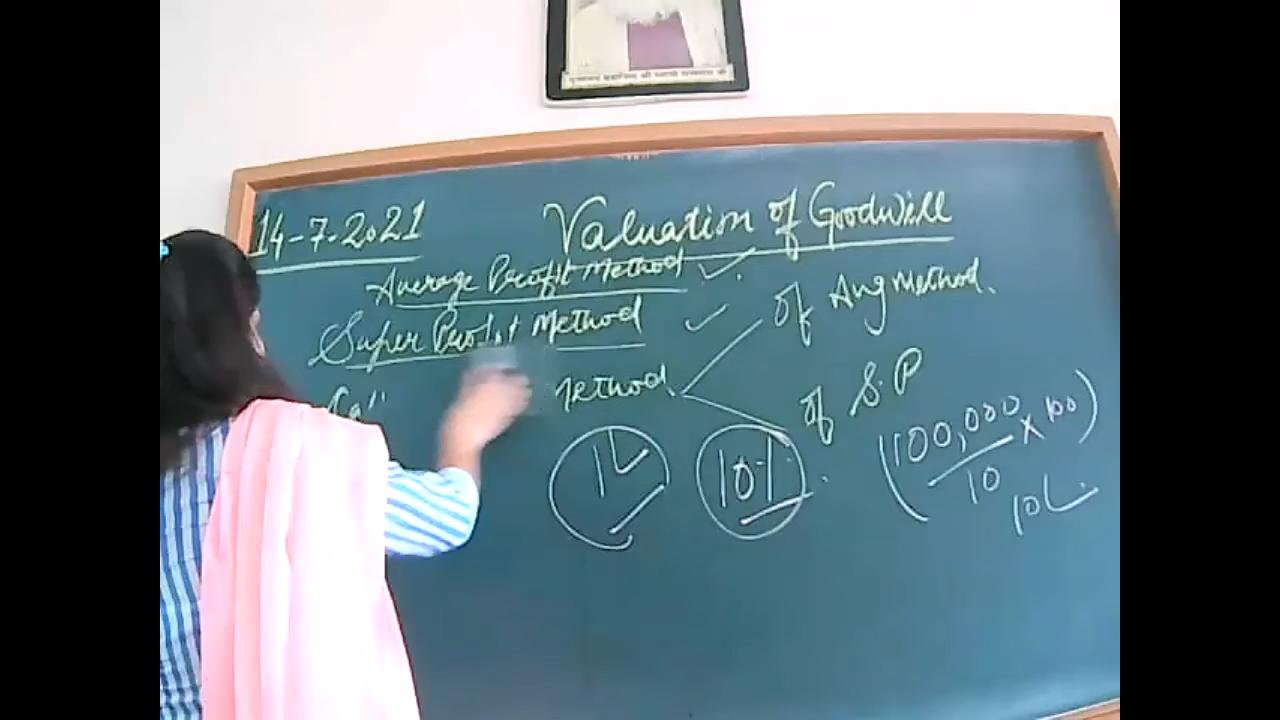 14-7-2021 Valuation of Goodwill
Average Profit Method ✓
Super Profit Method ✓
of Avg Method.
Method
of S.P
1L 10%
(100,000/10 × 100)
10L